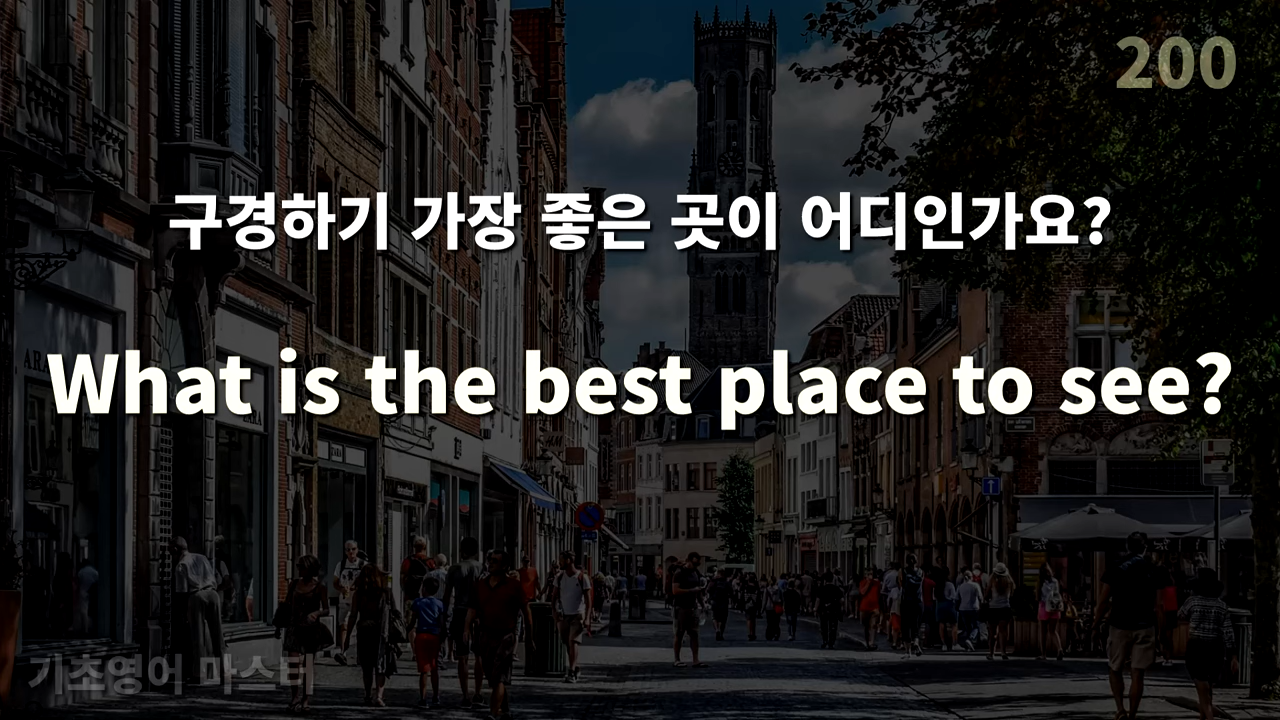 200
구경하기 가장 좋은 곳이 어디인가요?
What is the best place to see?
기초영어 마스터